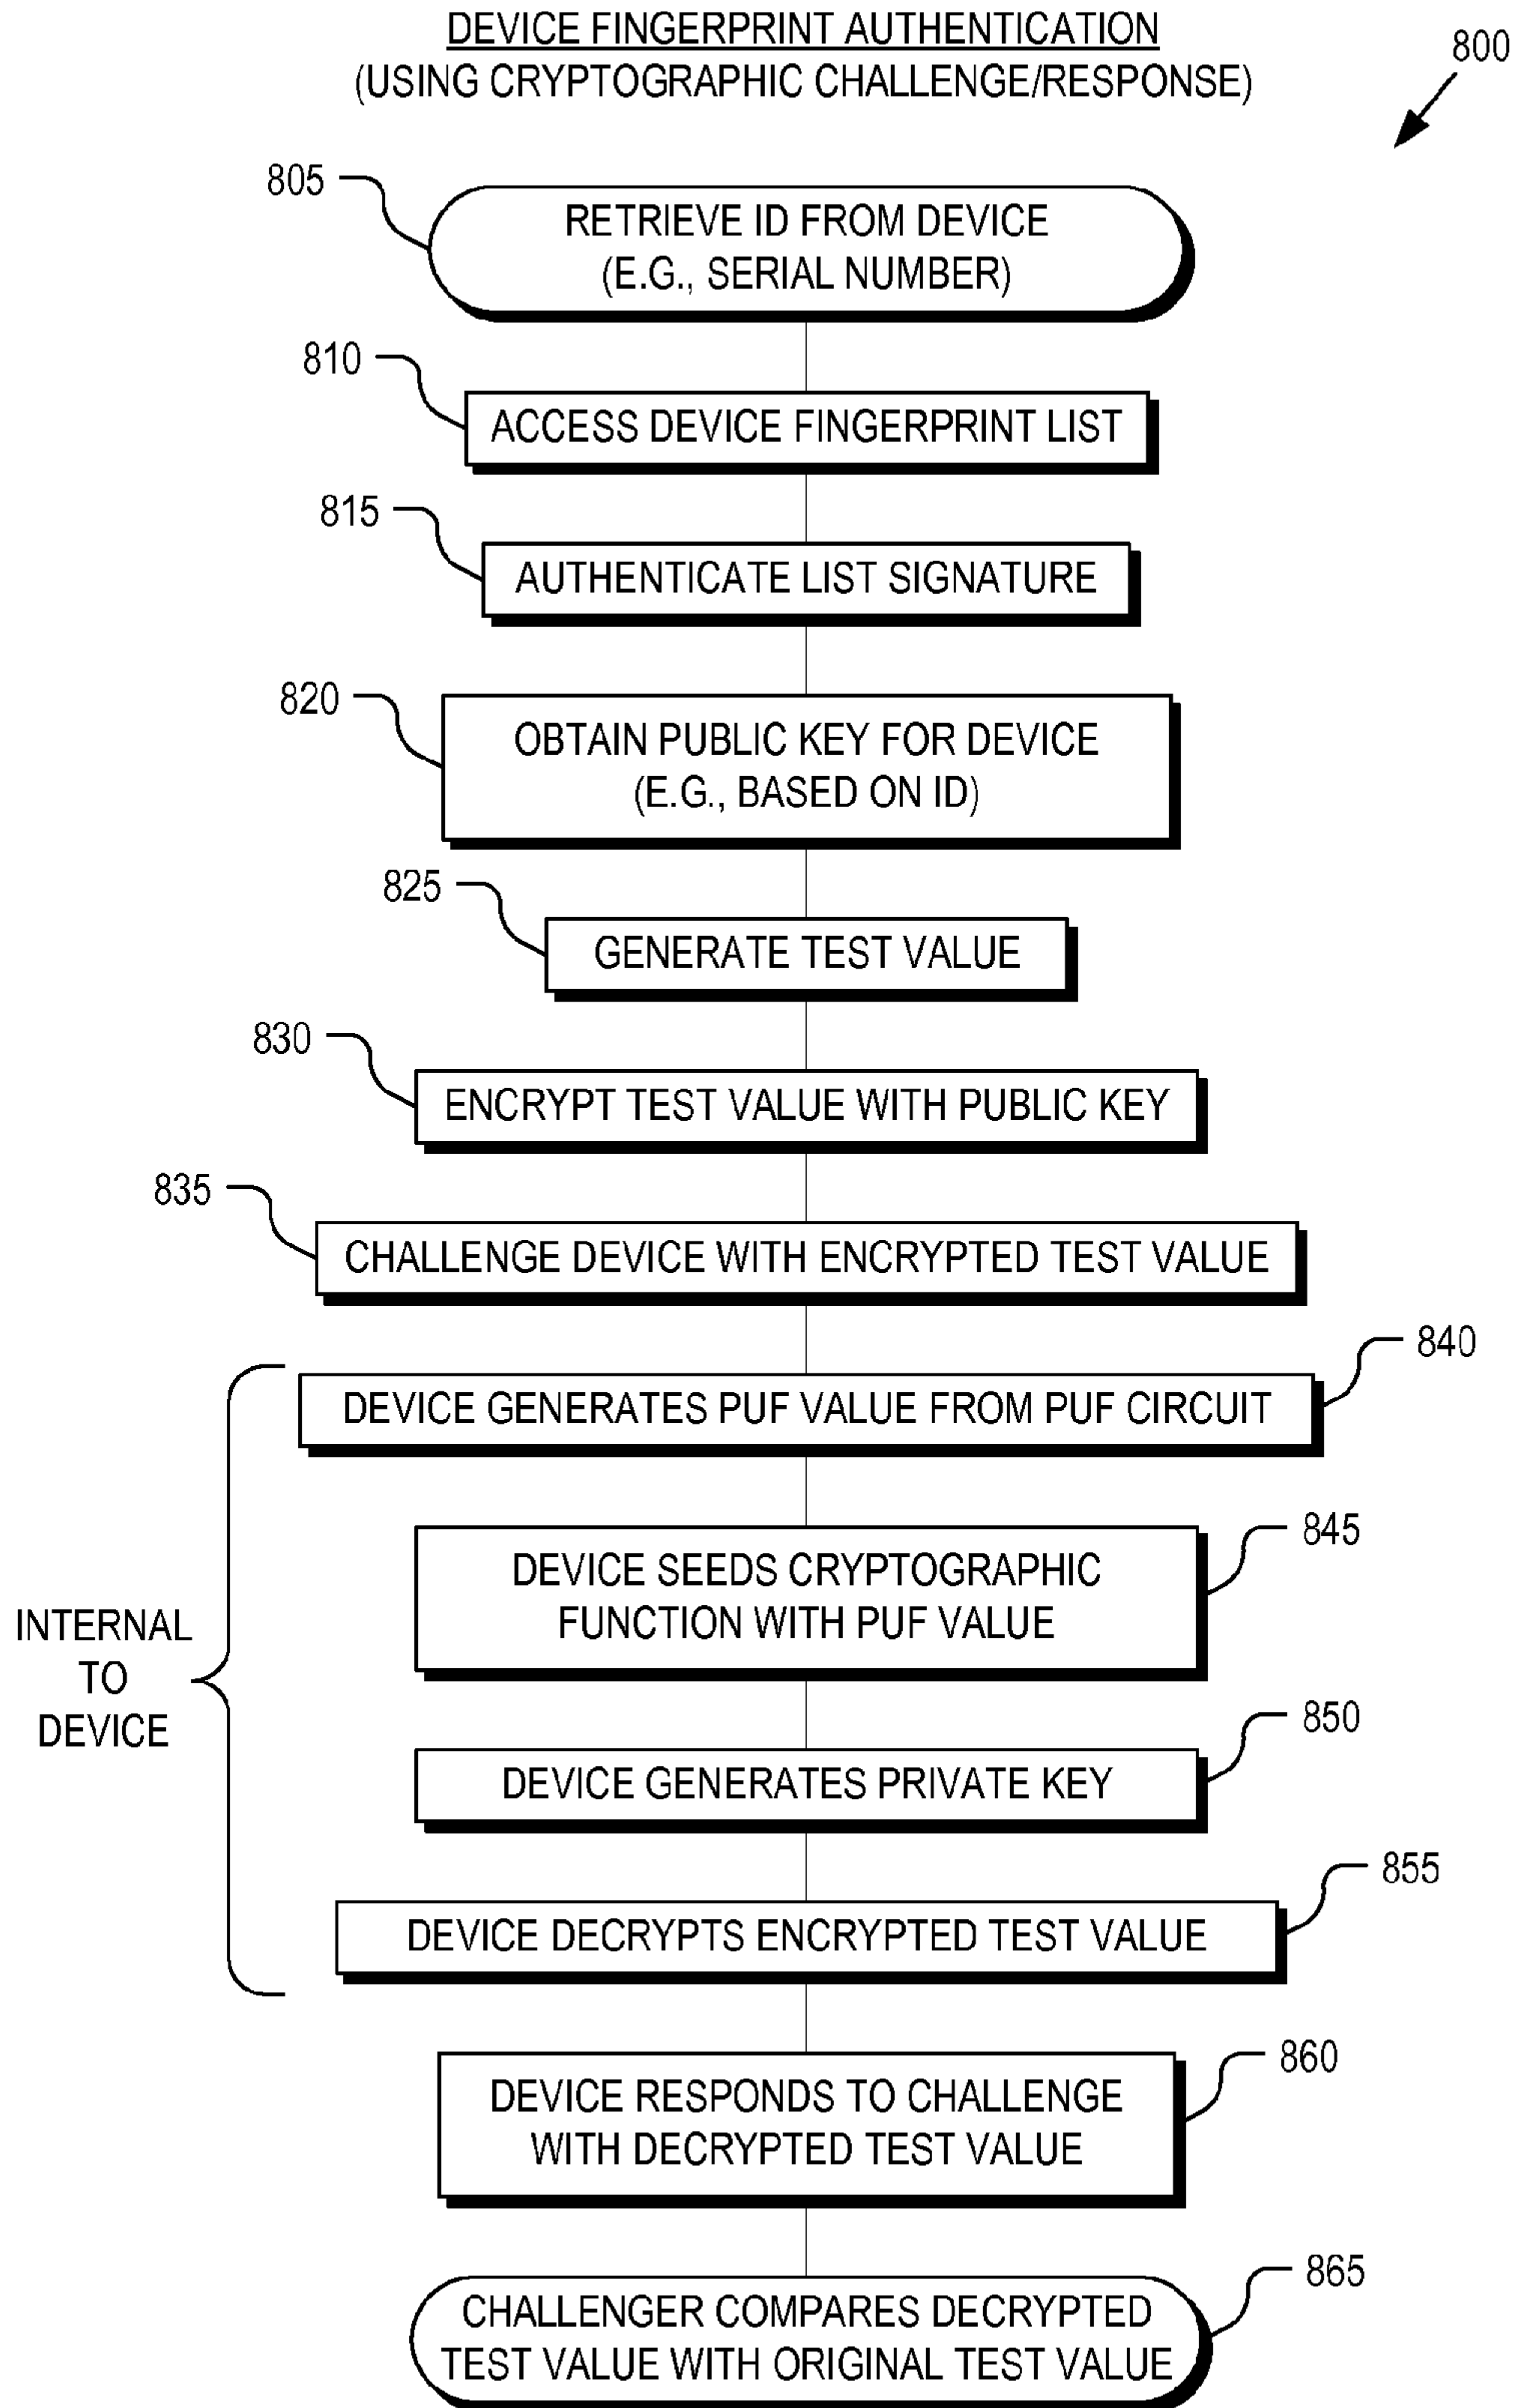 DEVICE FINGERPRINT AUTHENTICATION
(USING CRYPTOGRAPHIC CHALLENGE/RESPONSE)
800
805
RETRIEVE ID FROM DEVICE
(E.G., SERIAL NUMBER)
810
ACCESS DEVICE FINGERPRINT LIST
815
AUTHENTICATE LIST SIGNATURE
820
OBTAIN PUBLIC KEY FOR DEVICE
(E.G., BASED ON ID)
825
GENERATE TEST VALUE
830
ENCRYPT TEST VALUE WITH PUBLIC KEY
835
CHALLENGE DEVICE WITH ENCRYPTED TEST VALUE
840
DEVICE GENERATES PUF VALUE FROM PUF CIRCUIT
845
DEVICE SEEDS CRYPTOGRAPHIC
FUNCTION WITH PUF VALUE
INTERNAL
TO
DEVICE
850
DEVICE GENERATES PRIVATE KEY
855
DEVICE DECRYPTS ENCRYPTED TEST VALUE
860
DEVICE RESPONDS TO CHALLENGE
WITH DECRYPTED TEST VALUE
865
CHALLENGER COMPARES DECRYPTED
TEST VALUE WITH ORIGINAL TEST VALUE